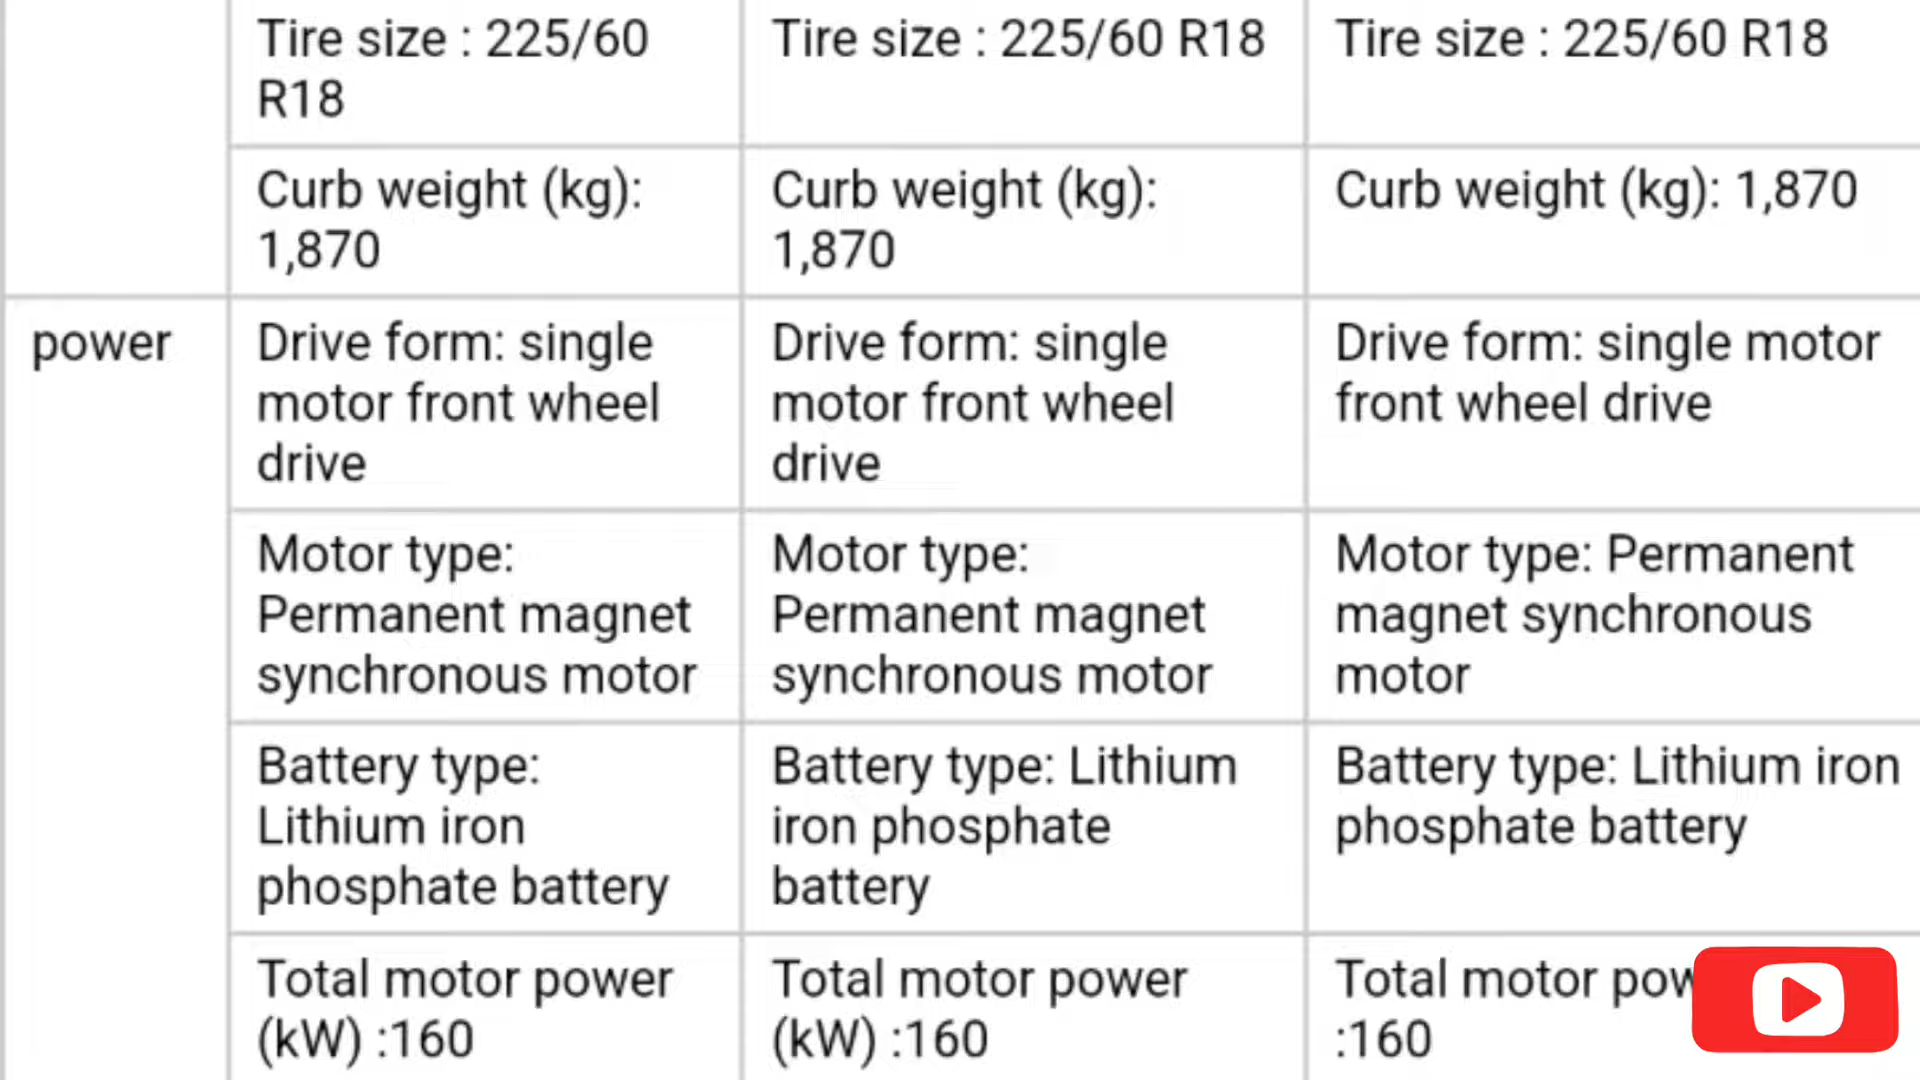 Tire size : 225/60
R18
Tire size : 225/60 R18
Tire size : 225/60 R18
Curb weight (kg):
1,870
Curb weight (kg):
1,870
Curb weight (kg): 1,870
power
Drive form: single
motor front wheel
drive
Drive form: single
motor front wheel
drive
Drive form: single motor
front wheel drive
Motor type:
Permanent magnet
synchronous motor
Motor type:
Permanent magnet
synchronous motor
Motor type: Permanent
magnet synchronous
motor
Battery type:
Lithium iron
phosphate battery
Battery type: Lithium
iron phosphate
battery
Battery type: Lithium iron
phosphate battery
Total motor power
(kW) :160
Total motor power
(kW) :160
Total motor
:160